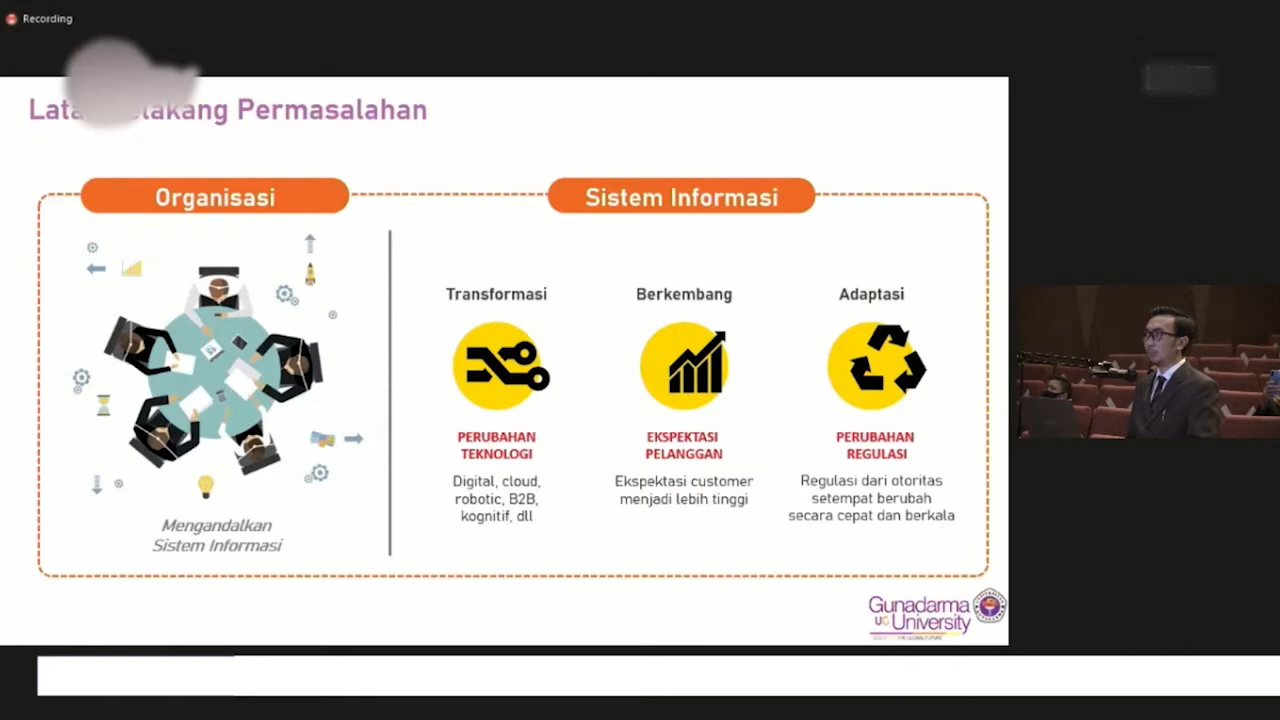 Recording
Belakang Permasalahan
Organisasi
Sistem Informasi
Transformasi
Berkembang
Adaptasi
PERUBAHAN
TEKNOLOGI
EKSPEKTASI
PELANGGAN
PERUBAHAN
REGULASI
Digital, cloud,
robotic, B2B,
kognitif, dll
Ekspektasi customer
menjadi lebih tinggi
Regulasi dari otoritas
setempat berubah
secara cepat dan berkala
Mengandalkan
Sistem Informasi
Gunadarma
UG University